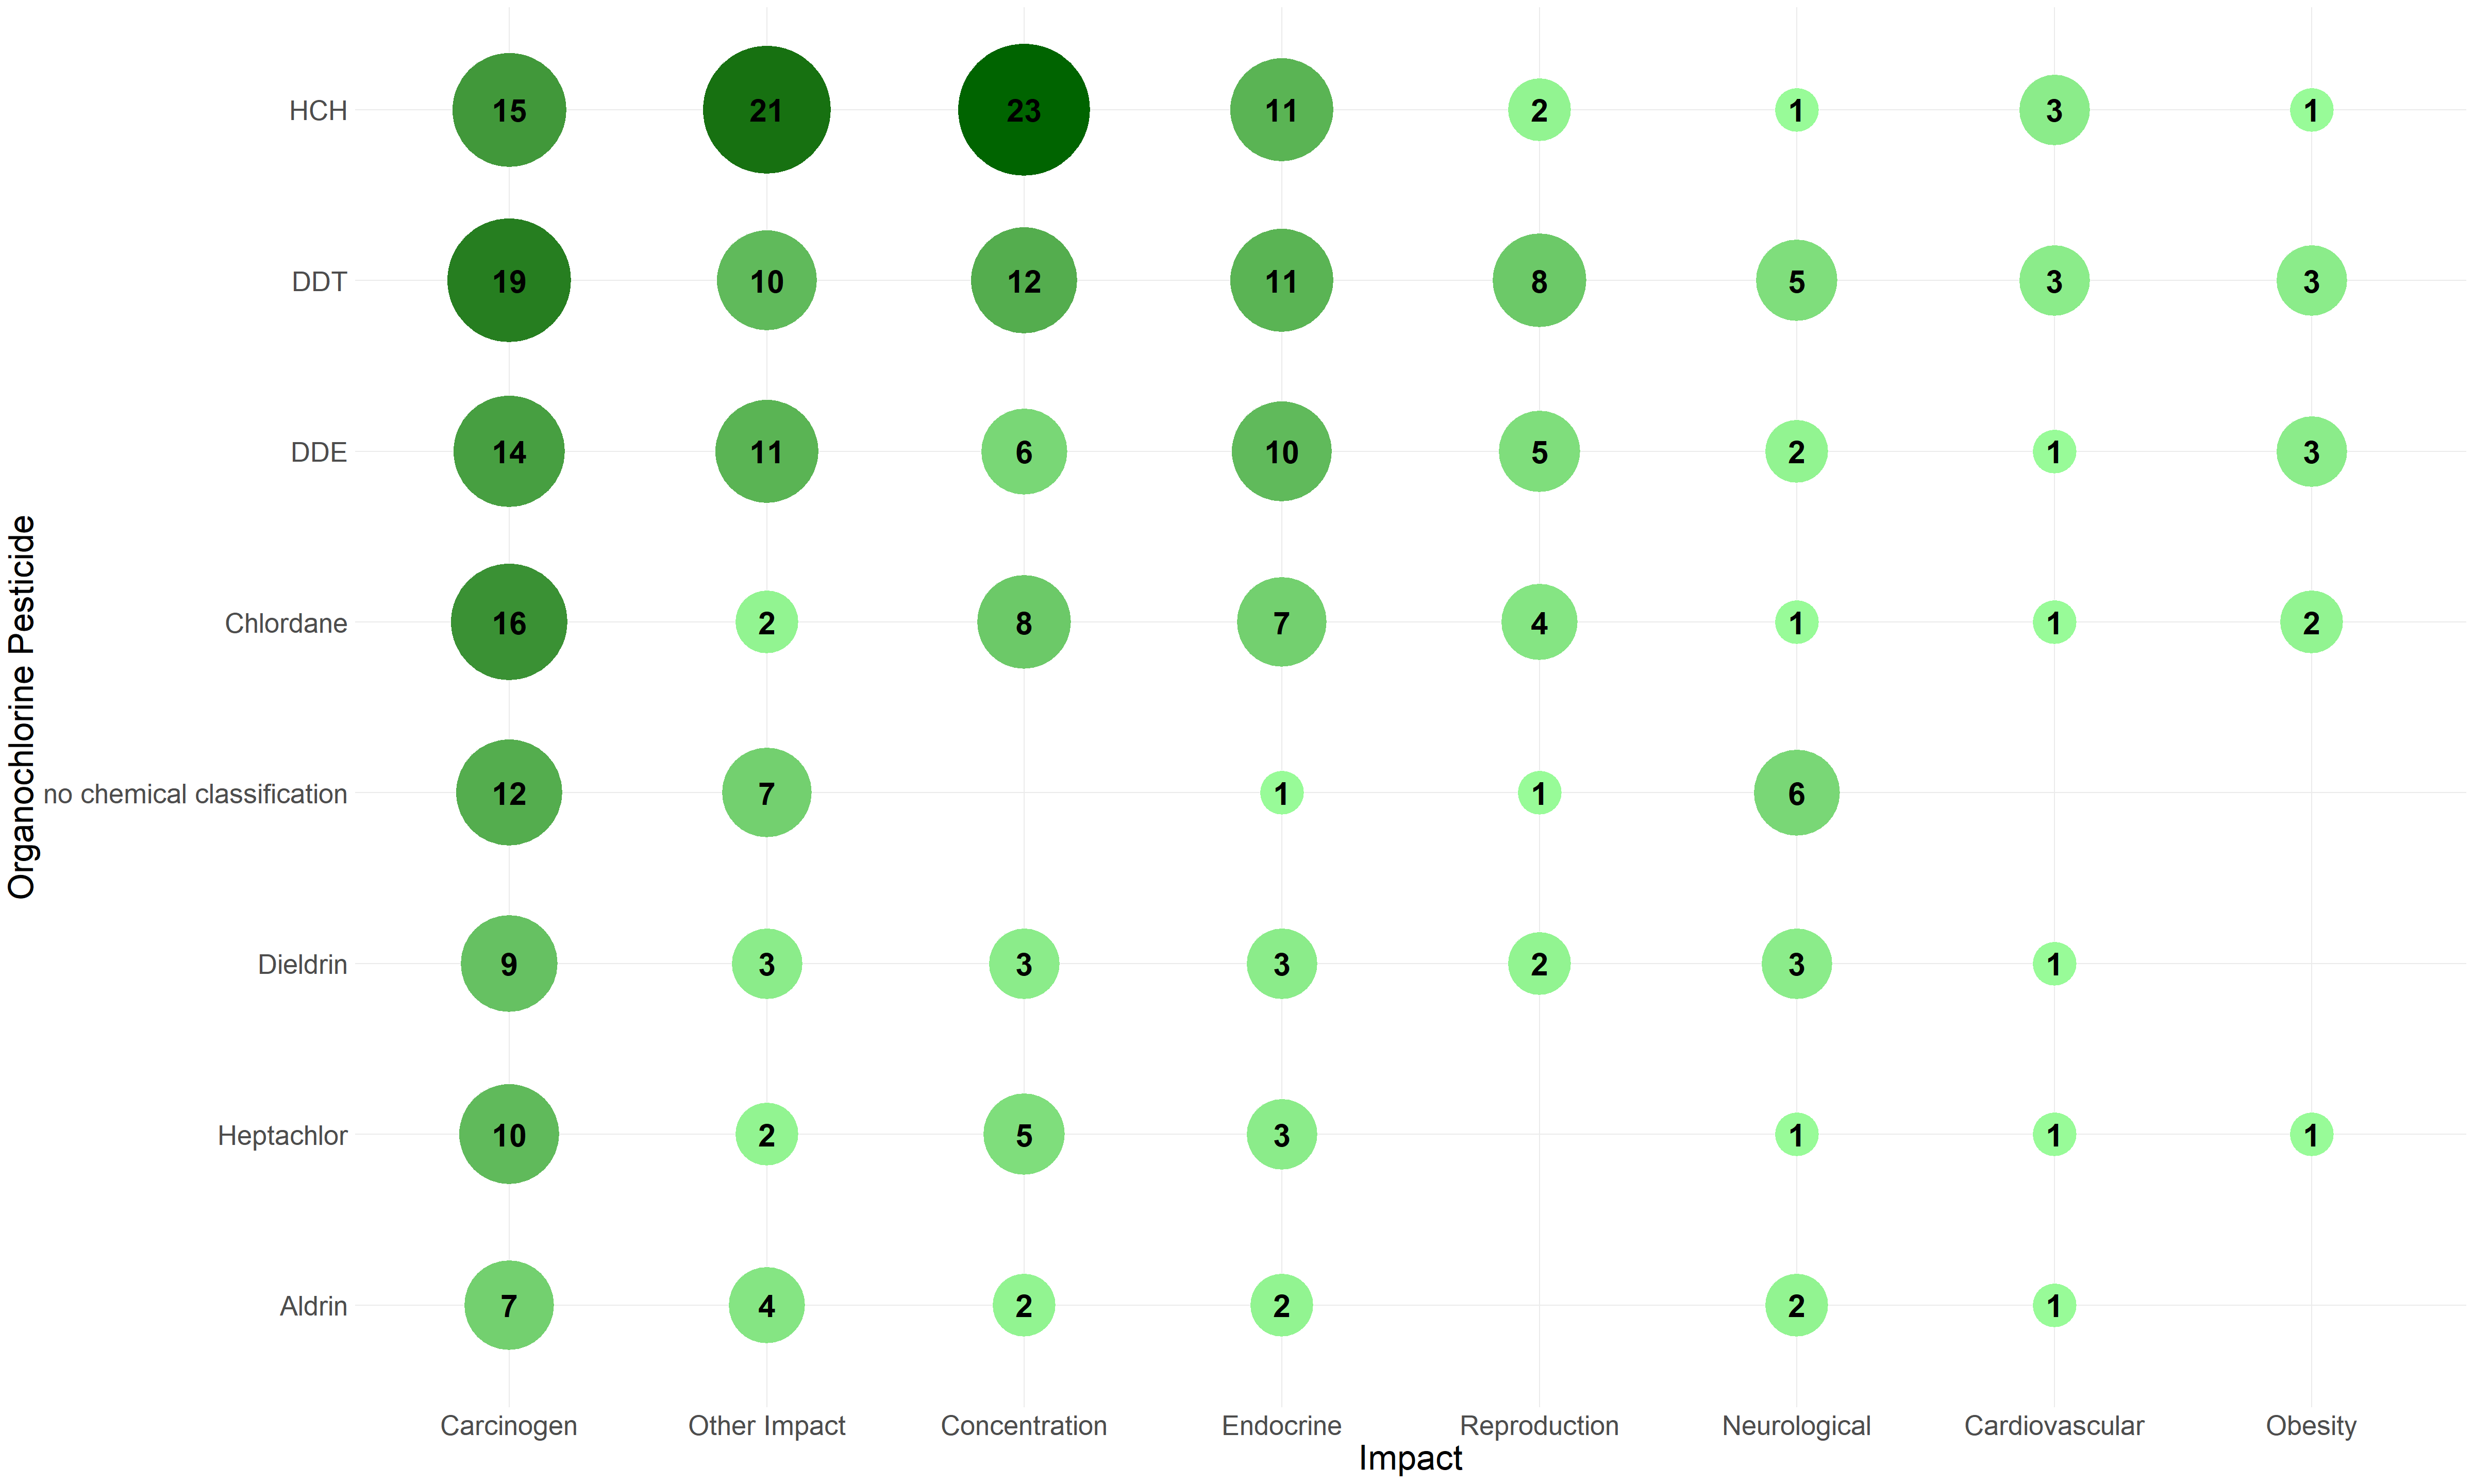 Organochlorine Pesticide
HCH 15 21 23 11 2 1 3 1
DDT 19 10 12 11 8 5 3 3
DDE 14 11 6 10 5 2 1 3
Chlordane 16 2 8 7 4 1 1 2
no chemical classification 12 7 1 1 6
Dieldrin 9 3 3 3 2 3 1
Heptachlor 10 2 5 3 1 1 1
Aldrin 7 4 2 2 2 1
Carcinogen Other Impact Concentration Endocrine Reproduction Neurological Cardiovascular Obesity
Impact